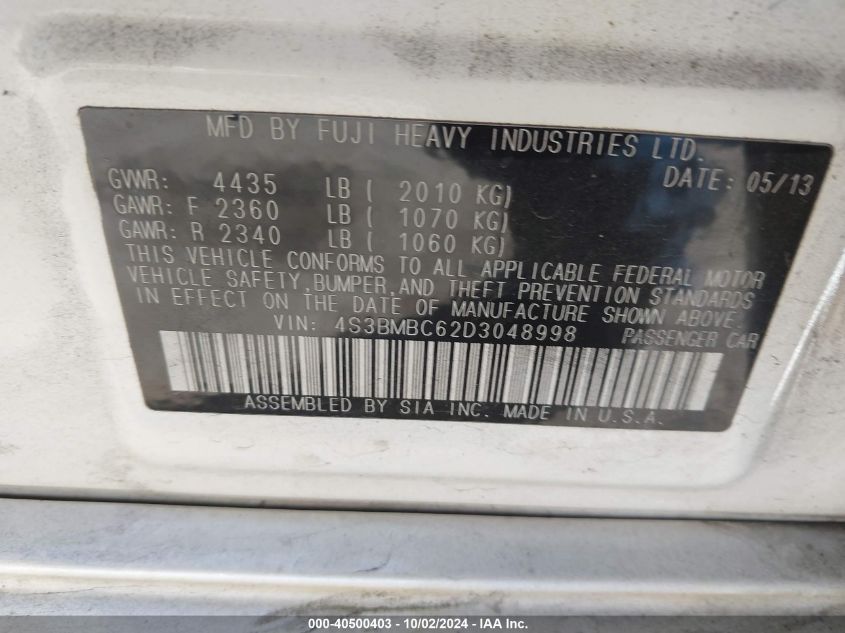 MFD BY FUJI HEAVY INDUSTRIES LTD.
DATE: 05/13
GVWR: 4435 LB ( 2010 KG)
GAWR: F 2360 LB ( 1070 KG)
GAWR: R 2340 LB ( 1060 KG)
THIS VEHICLE CONFORMS TO ALL APPLICABLE FEDERAL MOTOR
VEHICLE SAFETY, BUMPER, AND THEFT PREVENTION STANDARDS
IN EFFECT ON THE DATE OF MANUFACTURE SHOWN ABOVE.
VIN: 4S3BMBC62D3048998 PASSENGER CAR
ASSEMBLED BY SIA INC. MADE IN U.S.A.
000-40500403 - 10/02/2024 - IAA Inc.